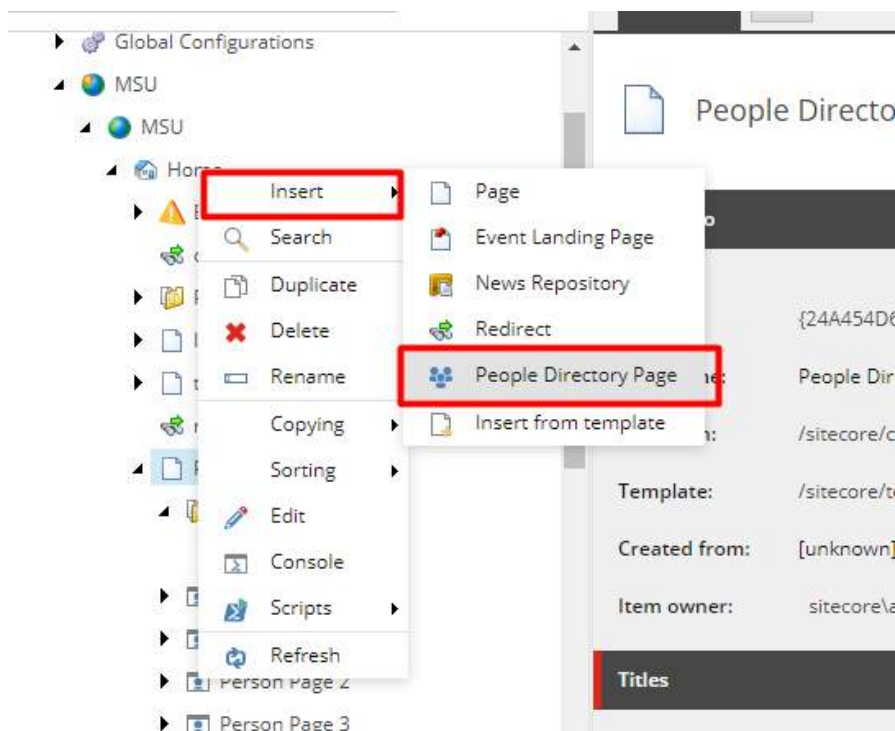 Global Configurations
MSU
MSU
Insert
Search
Duplicate
Delete
Rename
Copying
Sorting
Edit
Console
Scripts
Refresh
Person Page 2
Person Page 3
Page
Event Landing Page
News Repository
Redirect
People Directory Page
Insert from template
People Directo
{24A454D6
People Dir
/sitecore/c
Template: /sitecore/t
Created from: [unknown]
Item owner: sitecore\a
Titles